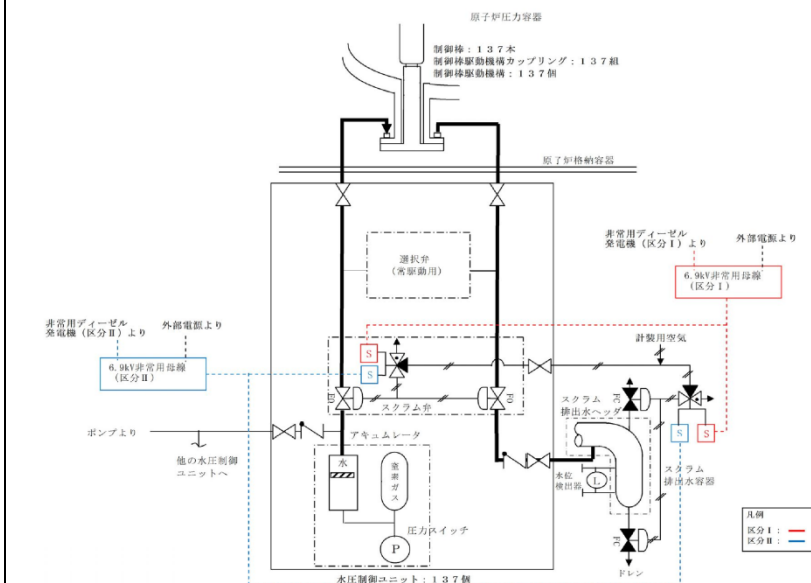 原子炉圧力容器
制御棒：１３７本
制御棒駆動機構カップリング：１３７組
制御棒駆動機構：１３７個
原子炉格納容器
選択弁
（常駆動用）
非常用ディーゼル
発電機（区分Ⅰ）より
外部電源より
6.9kV非常用母線
（区分Ⅰ）
非常用ディーゼル
発電機（区分Ⅱ）より
外部電源より
6.9kV非常用母線
（区分Ⅱ）
計装用空気
S
S
スクラム弁
FO
FO
スクラム
排出水ヘッダ
FC
S
S
ポンプより
他の水圧制御
ユニットへ
アキュムレータ
水
窒素ガス
圧力スイッチ
P
水位
検出器
L
スクラム
排出水容器
FC
ドレン
凡例
区分Ⅰ：
区分Ⅱ：
水圧制御ユニット：１３７個